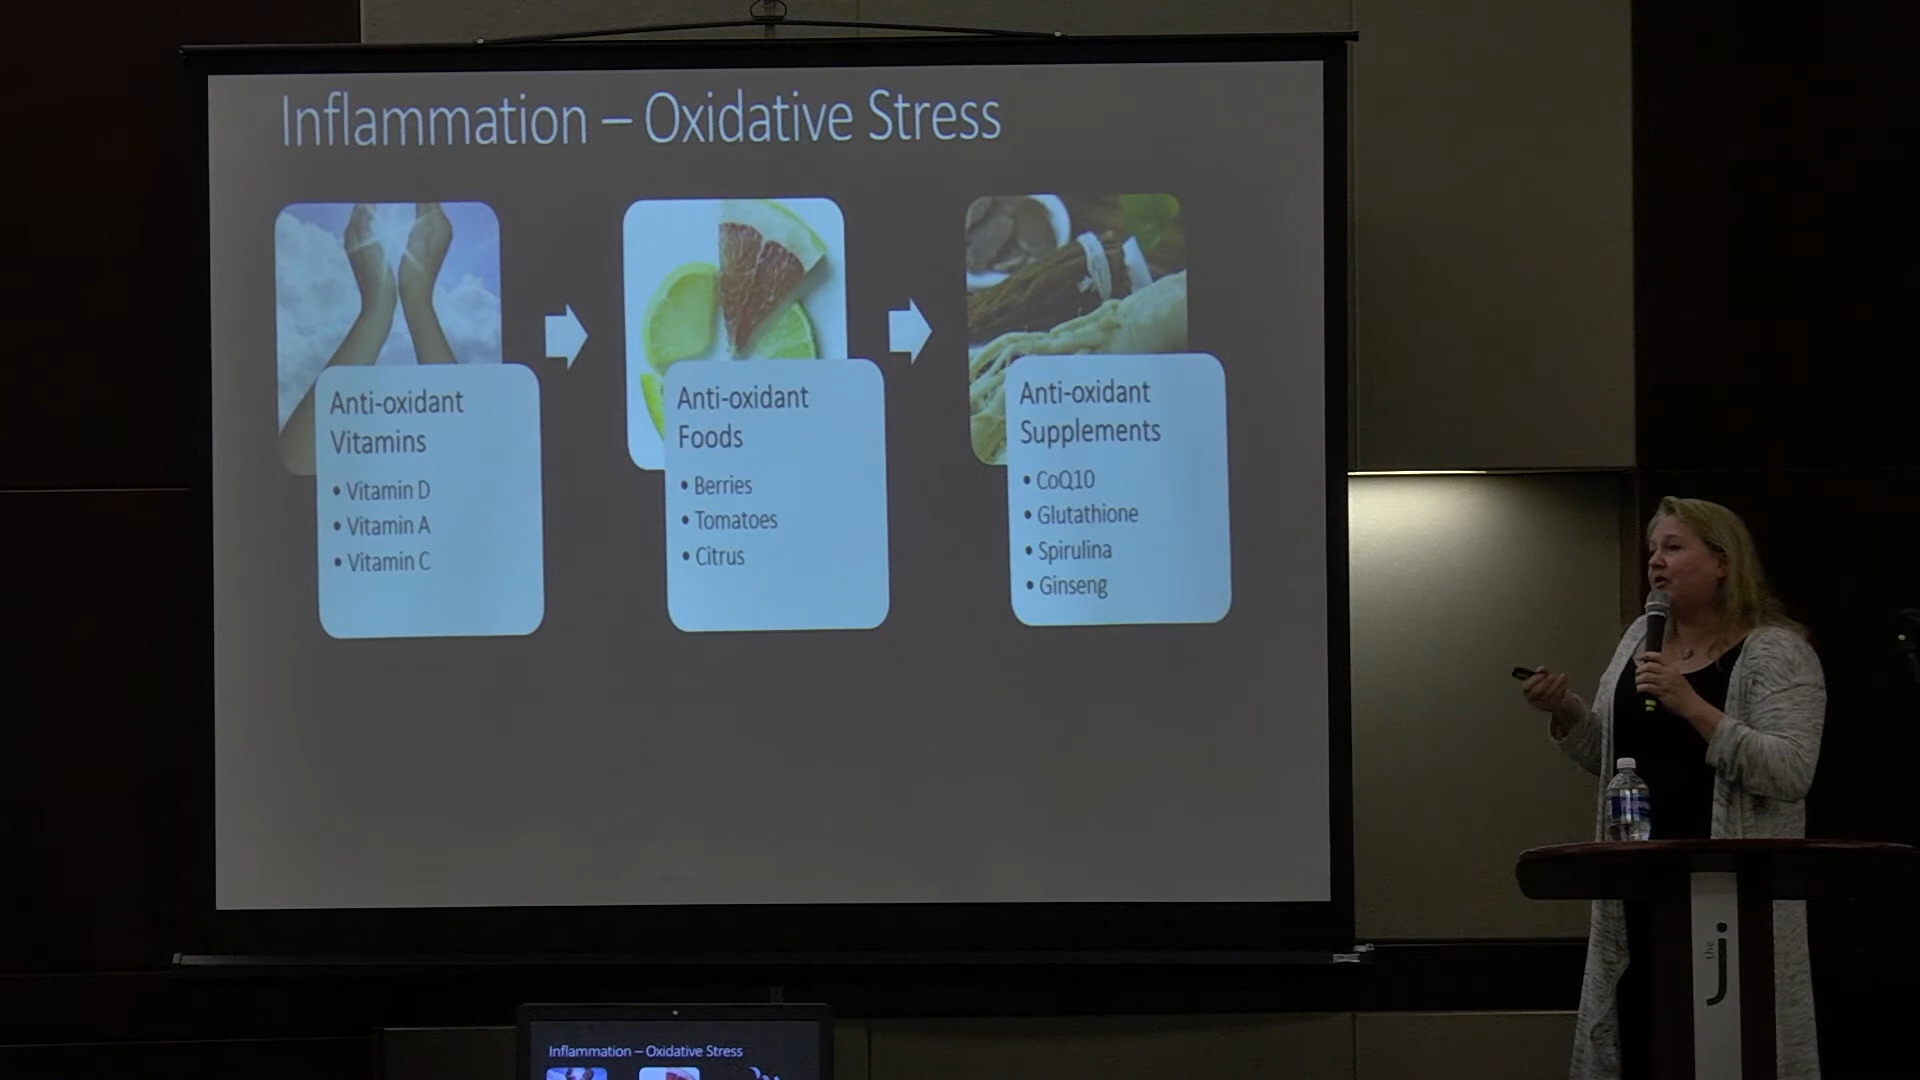 Inflammation – Oxidative Stress
Anti-oxidant
Vitamins
• Vitamin D
• Vitamin A
• Vitamin C
Anti-oxidant
Foods
• Berries
• Tomatoes
• Citrus
Anti-oxidant
Supplements
• CoQ10
• Glutathione
• Spirulina
• Ginseng
the j
Inflammation – Oxidative Stress